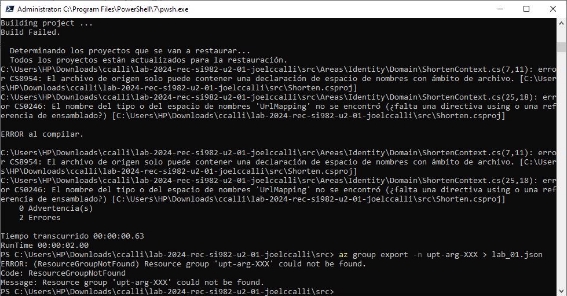 Administrator: C:\Program Files\PowerShell\7\pwsh.exe
Building project ...
Build Failed.
Determinando los proyectos que se van a restaurar...
Todos los proyectos están actualizados para la restauración.
C:\Users\HP\Downloads\ccalli\lab-2024-rec-si982-u2-01-joelccalli\src\Areas\Identity\Domain\ShortenContext.cs(7,11): erro
r CS8954: El archivo de origen solo puede contener una declaración de espacio de nombres con ámbito de archivo. [C:\User
s\HP\Downloads\ccalli\lab-2024-rec-si982-u2-01-joelccalli\src\Shorten.csproj]
C:\Users\HP\Downloads\ccalli\lab-2024-rec-si982-u2-01-joelccalli\src\Areas\Identity\Domain\ShortenContext.cs(25,18): err
or CS0246: El nombre del tipo o del espacio de nombres 'UrlMapping' no se encontró (¿falta una directiva using o una ref
erencia de ensamblado?) [C:\Users\HP\Downloads\ccalli\lab-2024-rec-si982-u2-01-joelccalli\src\Shorten.csproj]
ERROR al compilar.
C:\Users\HP\Downloads\ccalli\lab-2024-rec-si982-u2-01-joelccalli\src\Areas\Identity\Domain\ShortenContext.cs(7,11): erro
r CS8954: El archivo de origen solo puede contener una declaración de espacio de nombres con ámbito de archivo. [C:\User
s\HP\Downloads\ccalli\lab-2024-rec-si982-u2-01-joelccalli\src\Shorten.csproj]
C:\Users\HP\Downloads\ccalli\lab-2024-rec-si982-u2-01-joelccalli\src\Areas\Identity\Domain\ShortenContext.cs(25,18): err
or CS0246: El nombre del tipo o del espacio de nombres 'UrlMapping' no se encontró (¿falta una directiva using o una ref
erencia de ensamblado?) [C:\Users\HP\Downloads\ccalli\lab-2024-rec-si982-u2-01-joelccalli\src\Shorten.csproj]
0 Advertencia(s)
2 Errores
Tiempo transcurrido 00:00:00.63
RunTime 00:00:02.00
PS C:\Users\HP\Downloads\ccalli\lab-2024-rec-si982-u2-01-joelccalli\src> az group export -n upt-arg-XXX > lab_01.json
ERROR: (ResourceGroupNotFound) Resource group 'upt-arg-XXX' could not be found.
Code: ResourceGroupNotFound
Message: Resource group 'upt-arg-XXX' could not be found.
PS C:\Users\HP\Downloads\ccalli\lab-2024-rec-si982-u2-01-joelccalli\src>